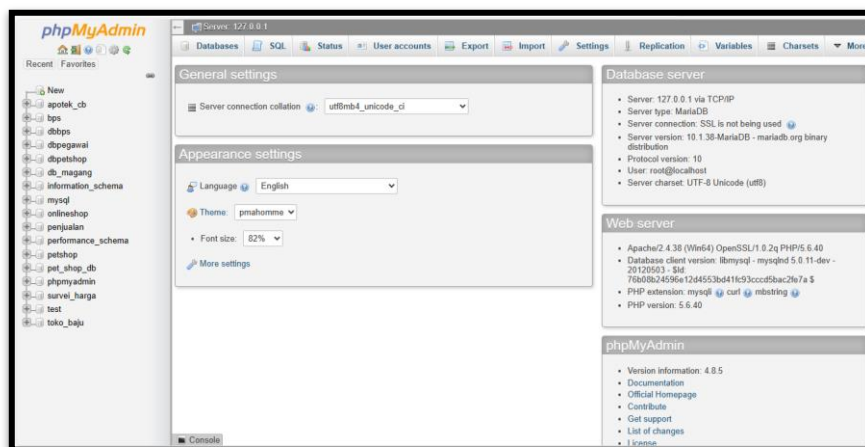 phpMyAdmin
Recent Favorites
New
apotek_cb
bps
dbbps
dbpegawai
dbpetshop
db_magang
information_schema
mysql
onlineshop
penjualan
performance_schema
petshop
pet_shop_db
phpmyadmin
survei_harga
test
toko_baju
Server: 127.0.0.1
Databases SQL Status User accounts Export Import Settings Replication Variables Charsets More
General settings
Server connection collation : utf8mb4_unicode_ci
Appearance settings
Language English
Theme: pmahomme
Font size: 82%
More settings
Console
Database server
Server: 127.0.0.1 via TCP/IP
Server type: MariaDB
Server connection: SSL is not being used
Server version: 10.1.38-MariaDB - mariadb.org binary
distribution
Protocol version: 10
User: root@localhost
Server charset: UTF-8 Unicode (utf8)
Web server
Apache/2.4.38 (Win64) OpenSSL/1.0.2q PHP/5.6.40
Database client version: libmysql - mysqlnd 5.0.11-dev -
20120503 - $Id:
76b08b24596e12d4553bd41fc93cccd5bac2fe7a $
PHP extension: mysqli curl mbstring
PHP version: 5.6.40
phpMyAdmin
Version information: 4.8.5
Documentation
Official Homepage
Contribute
Get support
List of changes
License